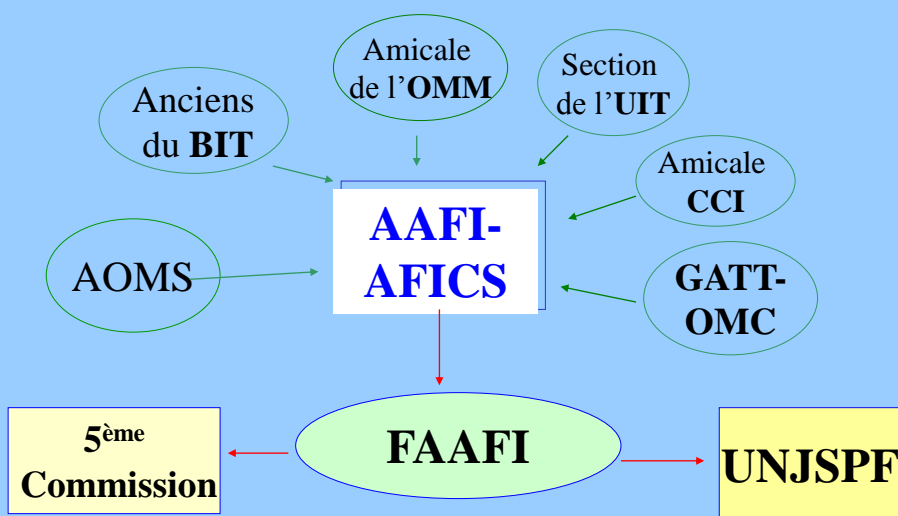 Amicale
de l’OMM
Section
de l’UIT
Anciens
du BIT
Amicale
CCI
AAFI-
AFICS
AOMS
GATT-
OMC
FAAFI
5ème
Commission
UNJSPF